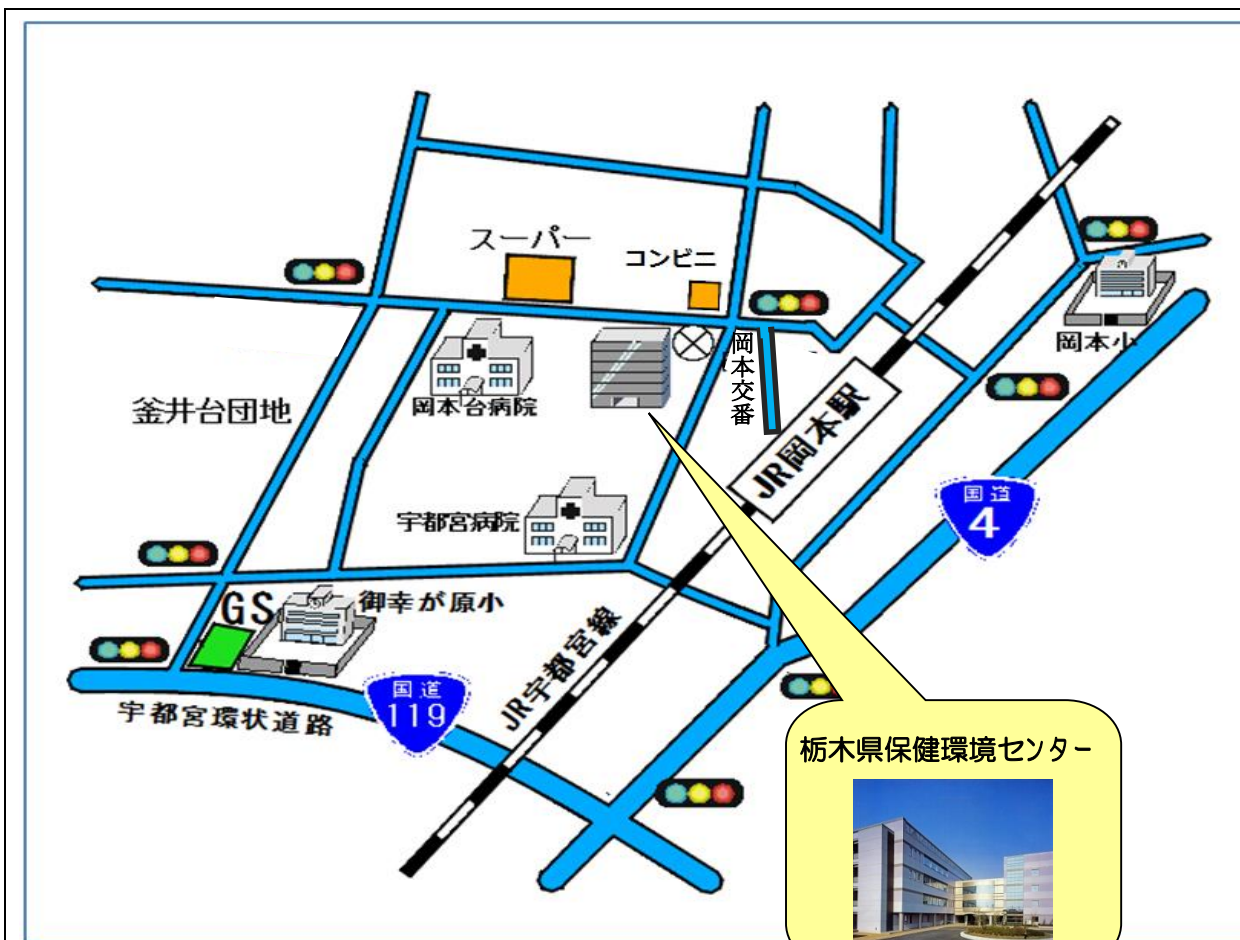 スーパー
コンビニ
岡本交番
岡本小
岡本台病院
釜井台団地
JR岡本駅
国道
4
宇都宮病院
GS
御幸が原小
JR宇都宮線
国道
119
宇都宮環状道路
栃木県保健環境センター